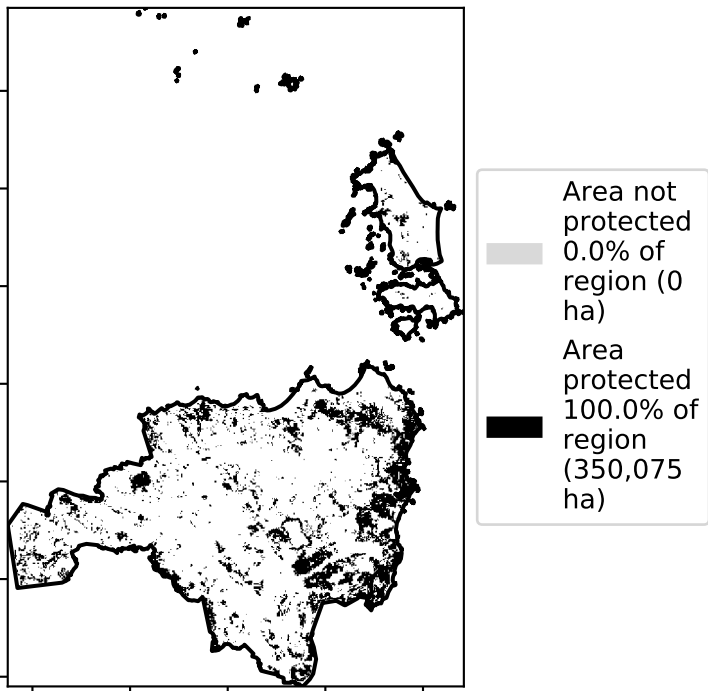 Area not
protected
0.0% of
region (0
ha)
Area
protected
100.0% of
region
(350,075
ha)